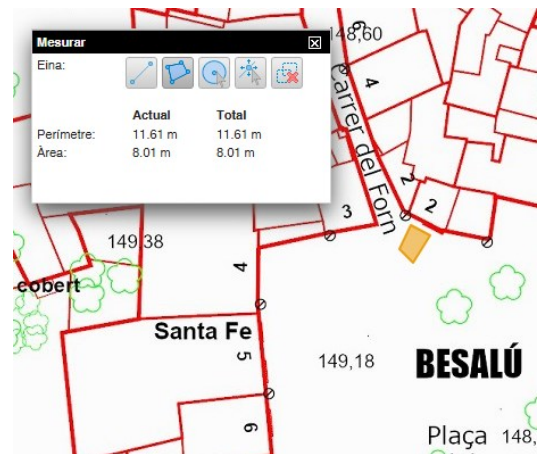 Mesurar
Eina:
Actual Total
Perímetre: 11.61 m 11.61 m
Àrea: 8.01 m 8.01 m
148,60
6
4
Carrer del Forn
2
2
3
149,38
4
cobert
Santa Fe
5
149,18
BESALÚ
6
Plaça 148,